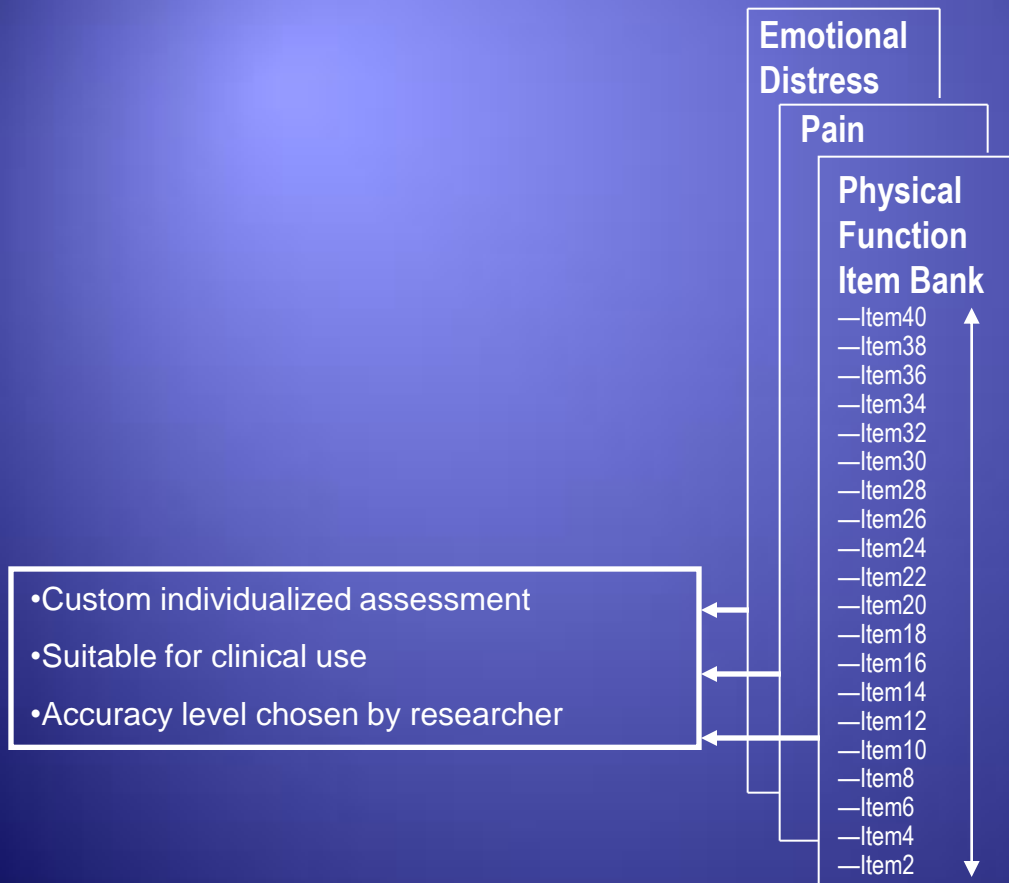 Emotional
Distress
Pain
Physical
Function
Item Bank
—Item40
—Item38
—Item36
—Item34
—Item32
—Item30
—Item28
—Item26
—Item24
—Item22
—Item20
—Item18
—Item16
—Item14
—Item12
—Item10
—Item8
—Item6
—Item4
—Item2
•Custom individualized assessment
•Suitable for clinical use
•Accuracy level chosen by researcher